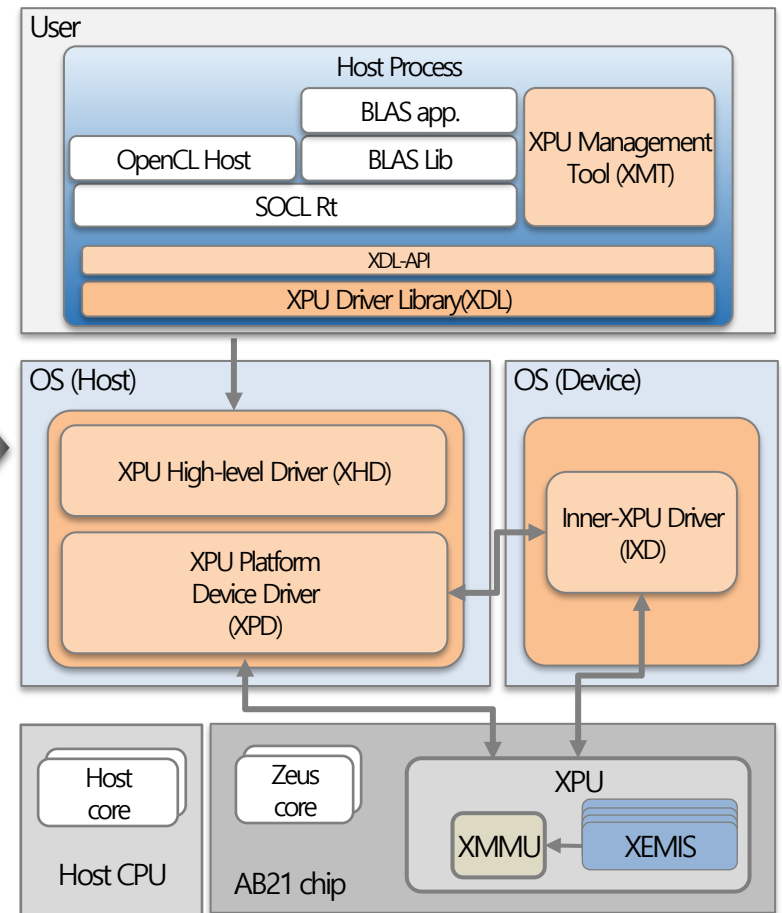 User
Host Process
BLAS app.
OpenCL Host
BLAS Lib
XPU Management
Tool (XMT)
SOCL Rt
XDL-API
XPU Driver Library(XDL)
OS (Host)
OS (Device)
XPU High-level Driver (XHD)
XPU Platform
Device Driver
(XPD)
Inner-XPU Driver
(IXD)
Host
core
Host CPU
Zeus
core
AB21 chip
XPU
XMMU
XEMIS